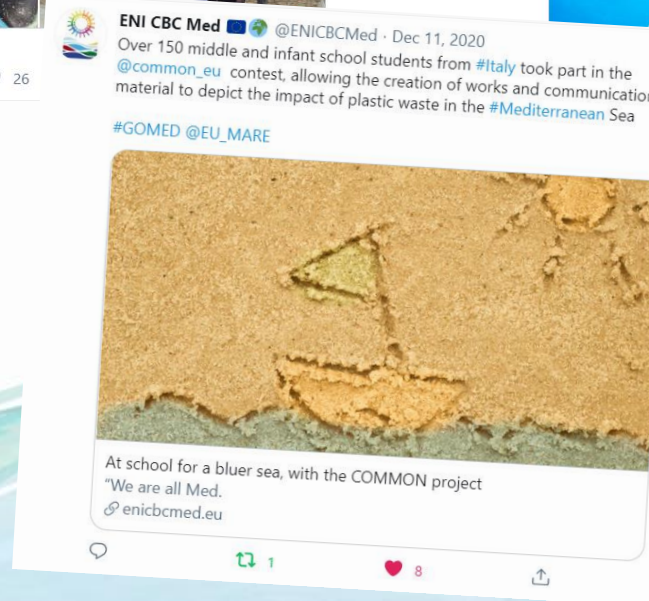 26
ENI CBC Med @ENICBCMed · Dec 11, 2020
Over 150 middle and infant school students from #Italy took part in the
@common_eu contest, allowing the creation of works and communication
material to depict the impact of plastic waste in the #Mediterranean Sea
#GOMED @EU_MARE
At school for a bluer sea, with the COMMON project
"We are all Med.
enicbcmed.eu
1
8